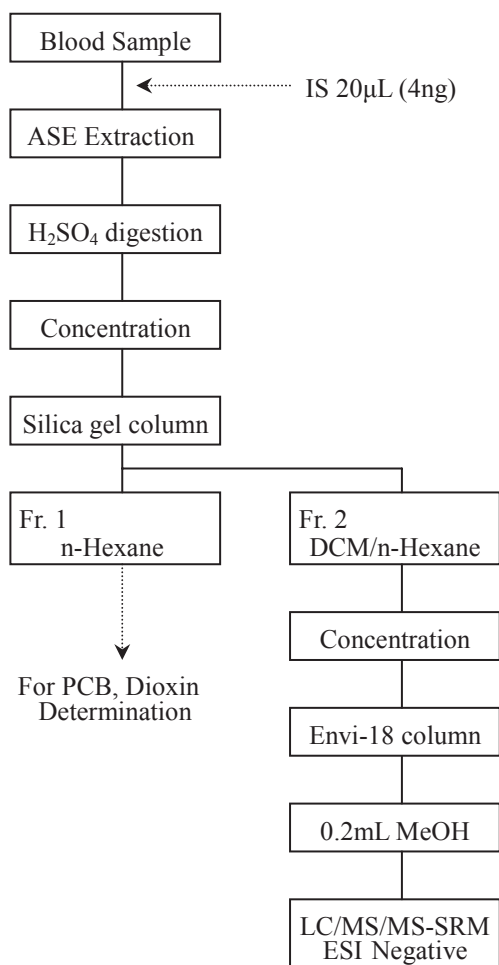 Blood Sample
IS 20μL (4ng)
ASE Extraction
H₂SO₄ digestion
Concentration
Silica gel column
Fr. 1
n-Hexane
For PCB, Dioxin
Determination
Fr. 2
DCM/n-Hexane
Concentration
Envi-18 column
0.2mL MeOH
LC/MS/MS-SRM
ESI Negative